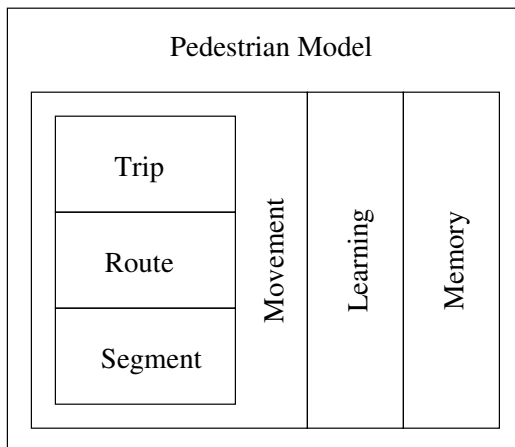 Pedestrian Model
Trip
Route
Segment
Movement
Learning
Memory